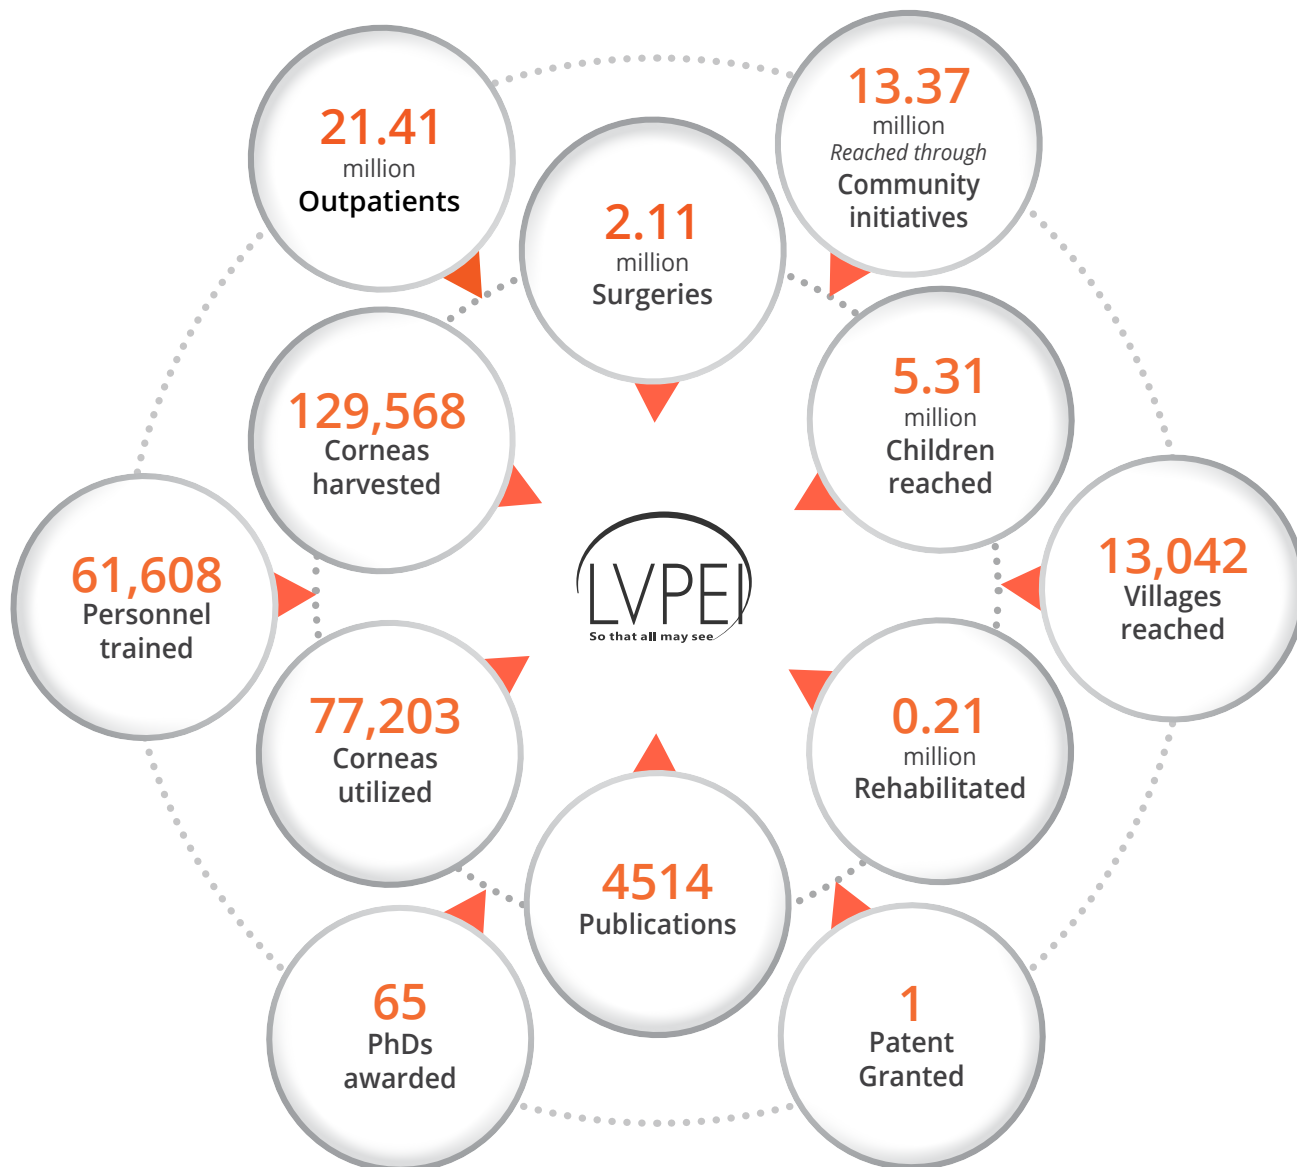 21.41
million
Outpatients
13.37
million
Reached through
Community
initiatives
2.11
million
Surgeries
129,568
Corneas
harvested
5.31
million
Children
reached
61,608
Personnel
trained
LVPEI
So that all may see
13,042
Villages
reached
77,203
Corneas
utilized
0.21
million
Rehabilitated
4514
Publications
65
PhDs
awarded
1
Patent
Granted